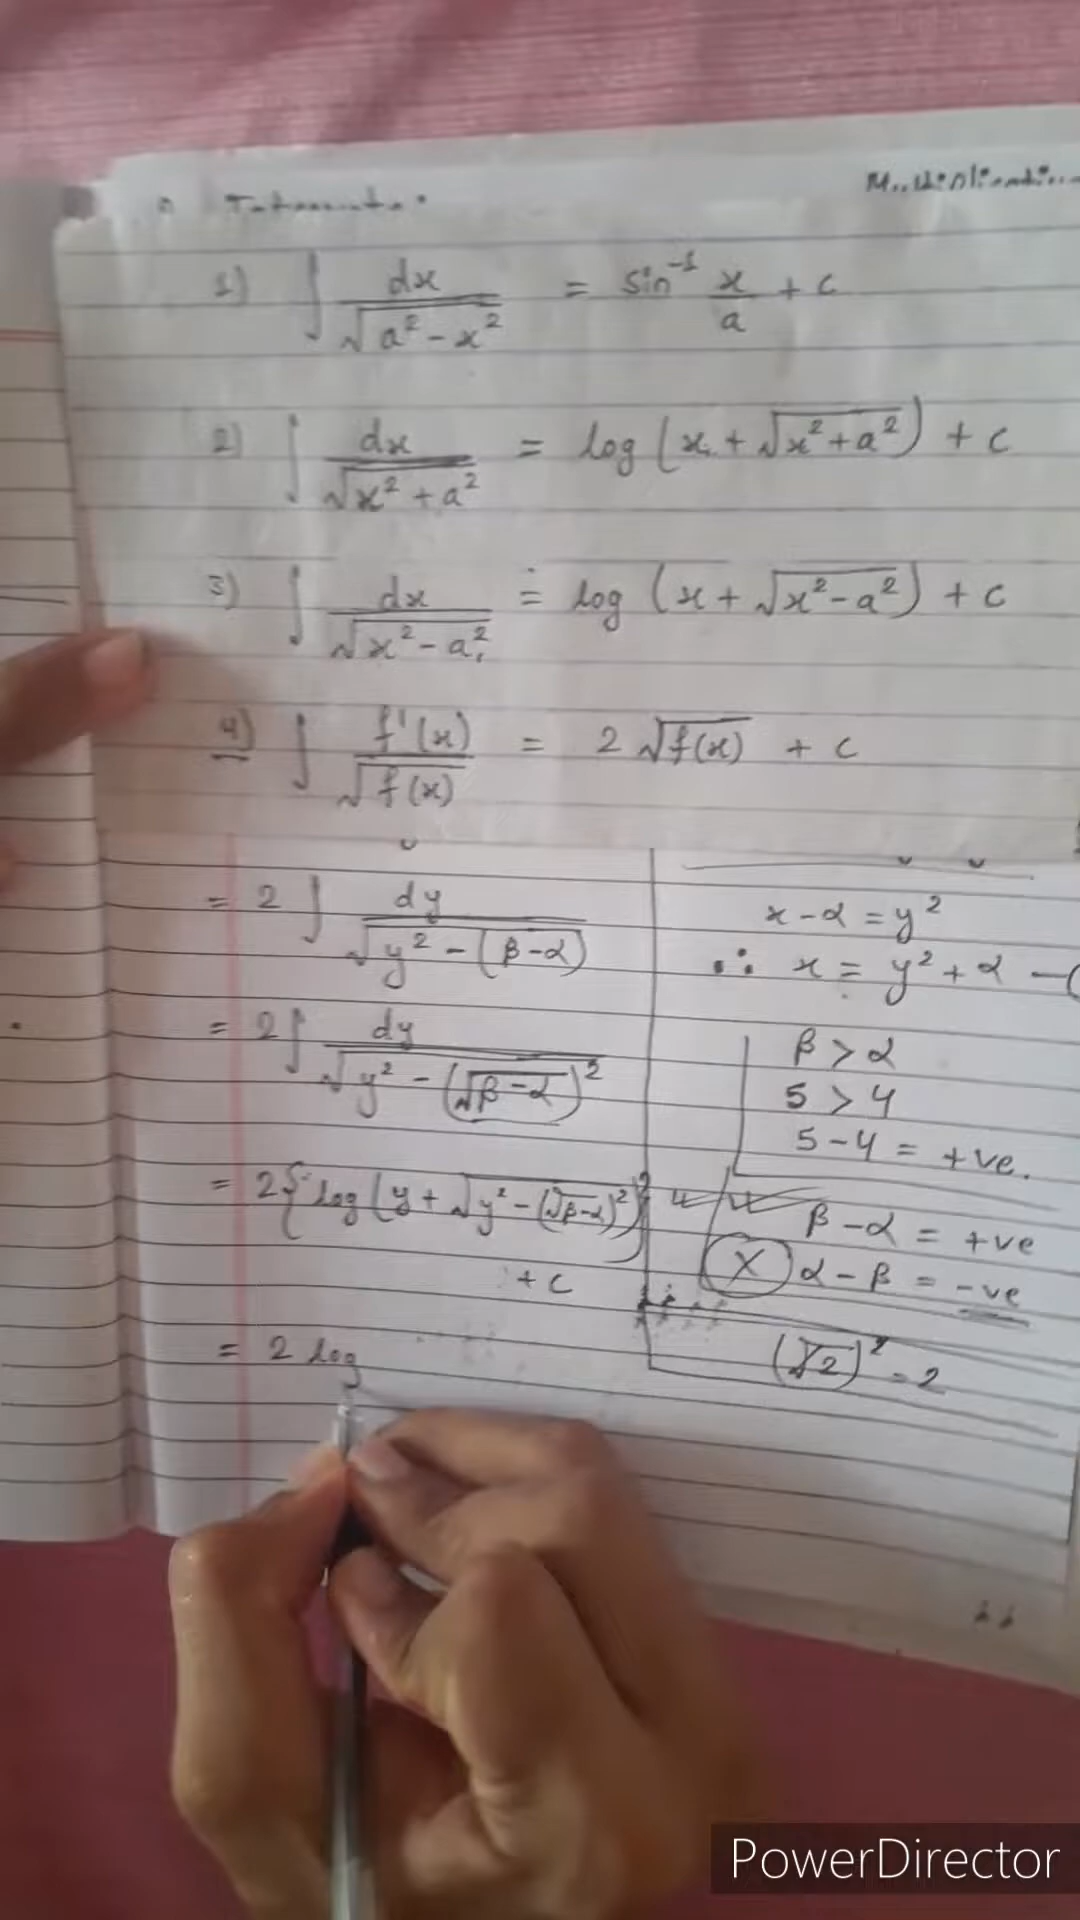 1) ∫ dx / √(a² - x²) = sin⁻¹ x/a + c
2) ∫ dx / √(x² + a²) = log (x + √(x² + a²)) + c
3) ∫ dx / √(x² - a²) = log (x + √(x² - a²)) + c
4) ∫ f'(x) / √f(x) = 2 √f(x) + c
= 2 ∫ dy / √(y² - (β-α))
= 2 ∫ dy / √(y² - (√(β-α))²)
= 2 { log (y + √(y² - (√(β-α))²) }
+ c
= 2 log
x - α = y²
∴ x = y² + α — (
β > α
5 > 4
5 - 4 = +ve.
β - α = +ve
X α - β = -ve
(√2)² = 2
PowerDirector